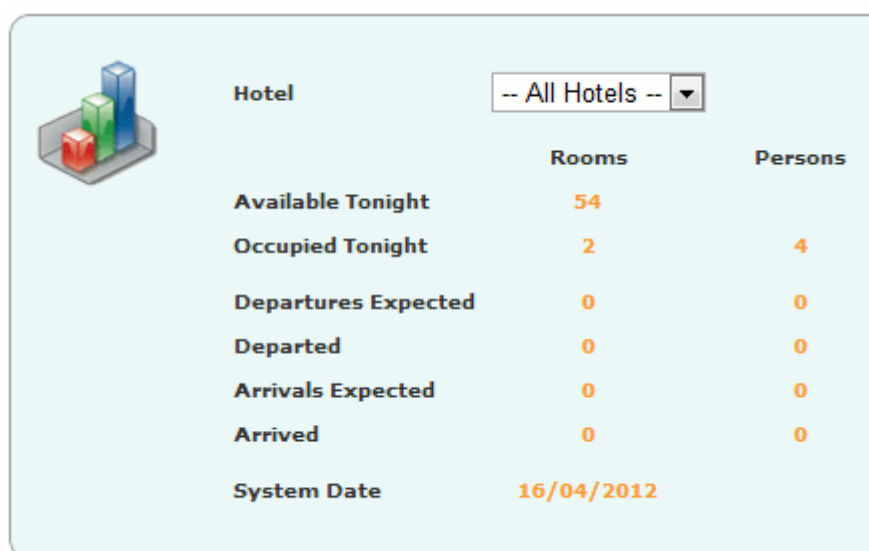 Hotel -- All Hotels --
Rooms Persons
Available Tonight 54
Occupied Tonight 2 4
Departures Expected 0 0
Departed 0 0
Arrivals Expected 0 0
Arrived 0 0
System Date 16/04/2012